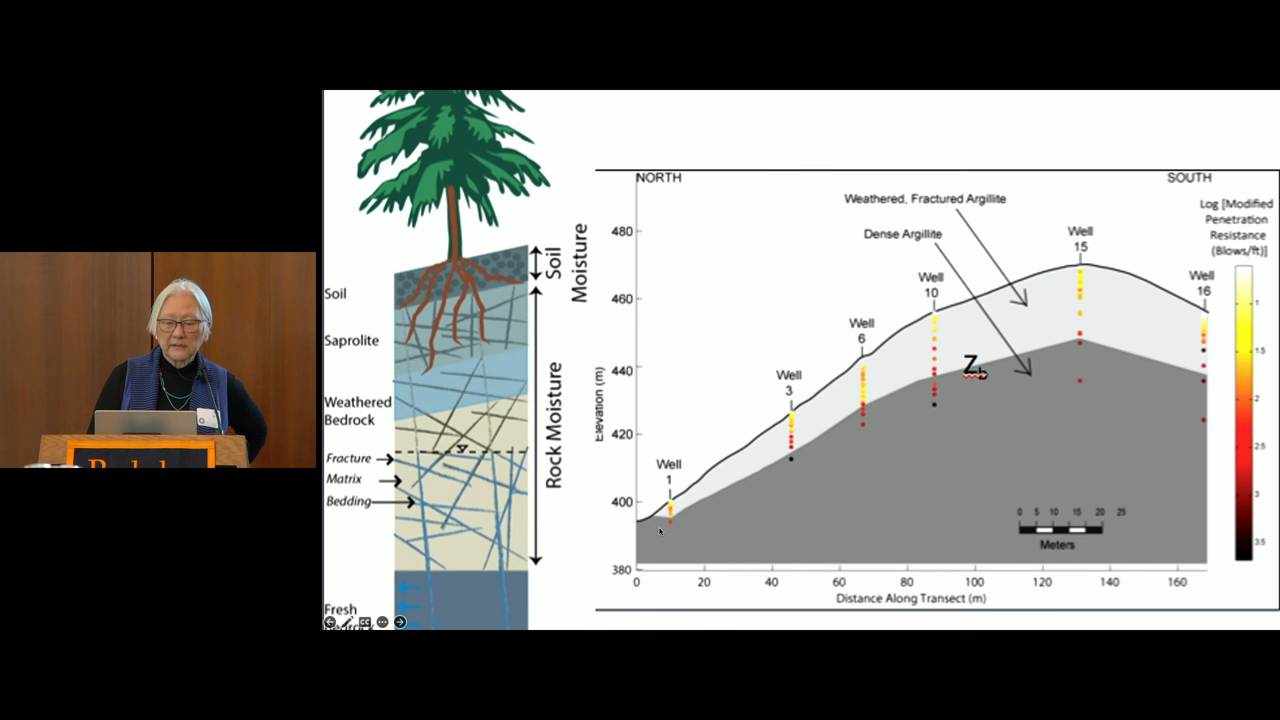 Soil
Saprolite
Weathered
Bedrock
Fracture
Matrix
Bedding
Fresh
Soil
Moisture
Rock Moisture
NORTH
SOUTH
Weathered, Fractured Argillite
Dense Argillite
Log [Modified
Penetration
Resistance
(Blows/ft)]
Well
1
Well
3
Well
6
Well
10
Well
15
Well
16
Zb
Elevation (m)
480
460
440
420
400
380
0
20
40
60
80
100
120
140
160
Distance Along Transect (m)
0 5 10 15 20 25
Meters
1
1.5
2
2.5
3
3.5